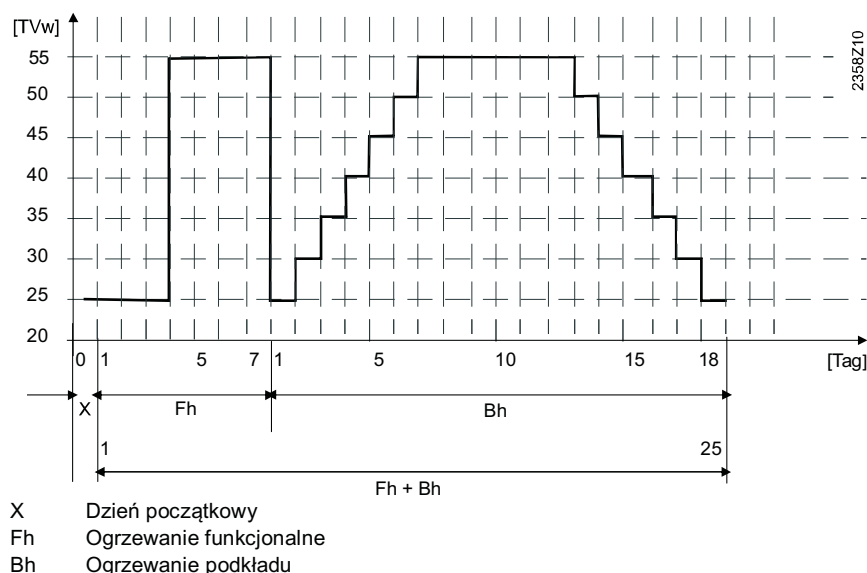 [TVw]
55
50
45
40
35
30
25
20
2358Z10
0 1 5 7 1 5 10 15 18 [Tag]
X Fh Bh
1 25
Fh + Bh
X Dzień początkowy
Fh Ogrzewanie funkcjonalne
Bh Ogrzewanie podkładu